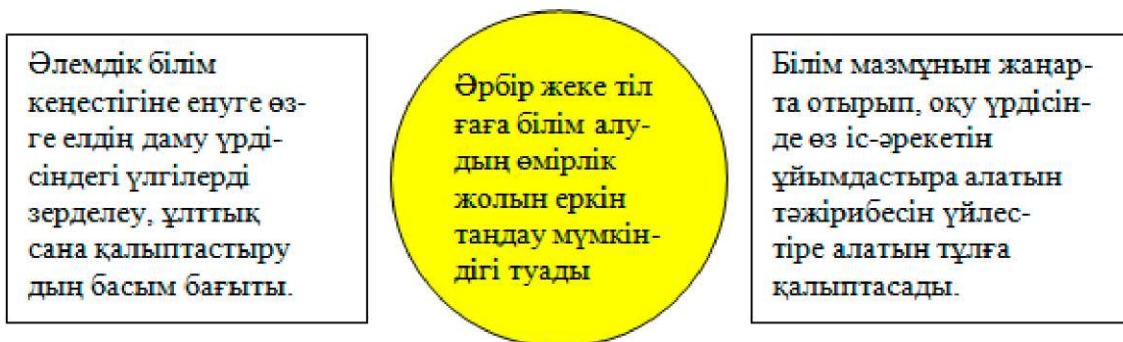 Әлемдік білім
кеңестігіне енуге өз-
ге елдің даму үрді-
сіндегі үлгілерді
зерделеу, ұлттық
сана қалыптастыру
дың басым бағыты.
Әрбір жеке тіл
ғаға білім алу-
дың өмірлік
жолын еркін
таңдау мүмкін-
дігі туады
Білім мазмұнын жаңар-
та отырып, оқу үрдісін-
де өз іс-әрекетін
ұйымдастыра алатын
тәжірибесін үйлес-
тіре алатын тұлға
қалыптасады.